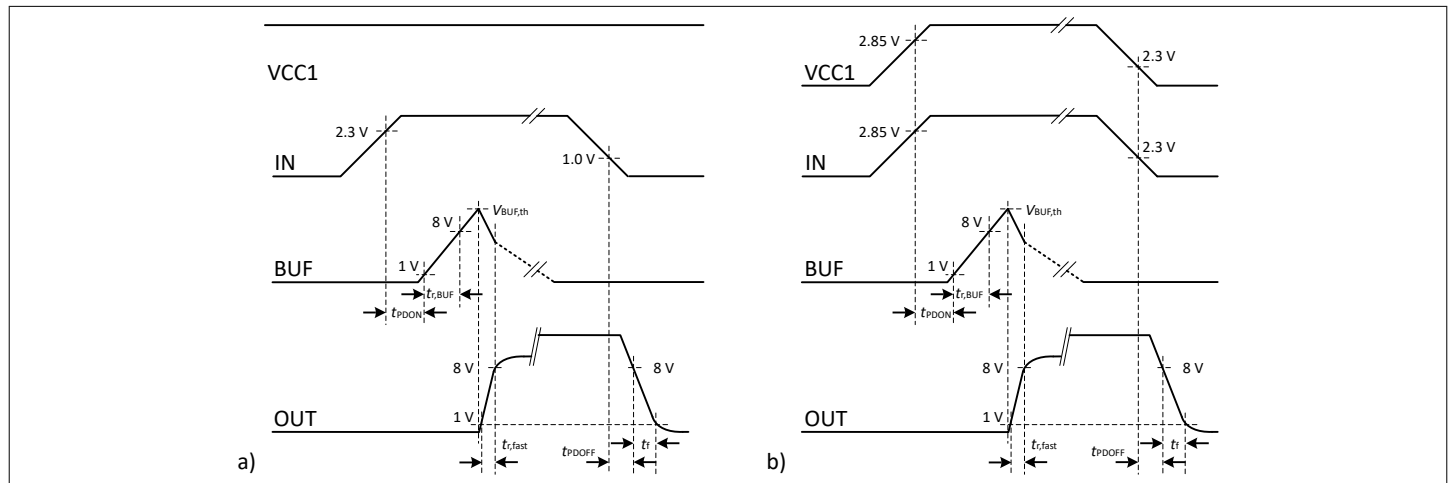 VCC1
2.3 V
1.0 V
IN
VBUF,th
8 V
1 V
BUF
tr,BUF
tPDON
8 V
8 V
1 V
OUT
tr,fast
tPDOFF
tf
a)
2.85 V
2.3 V
VCC1
2.85 V
2.3 V
IN
VBUF,th
8 V
1 V
BUF
tr,BUF
tPDON
8 V
8 V
1 V
OUT
tr,fast
tPDOFF
tf
b)